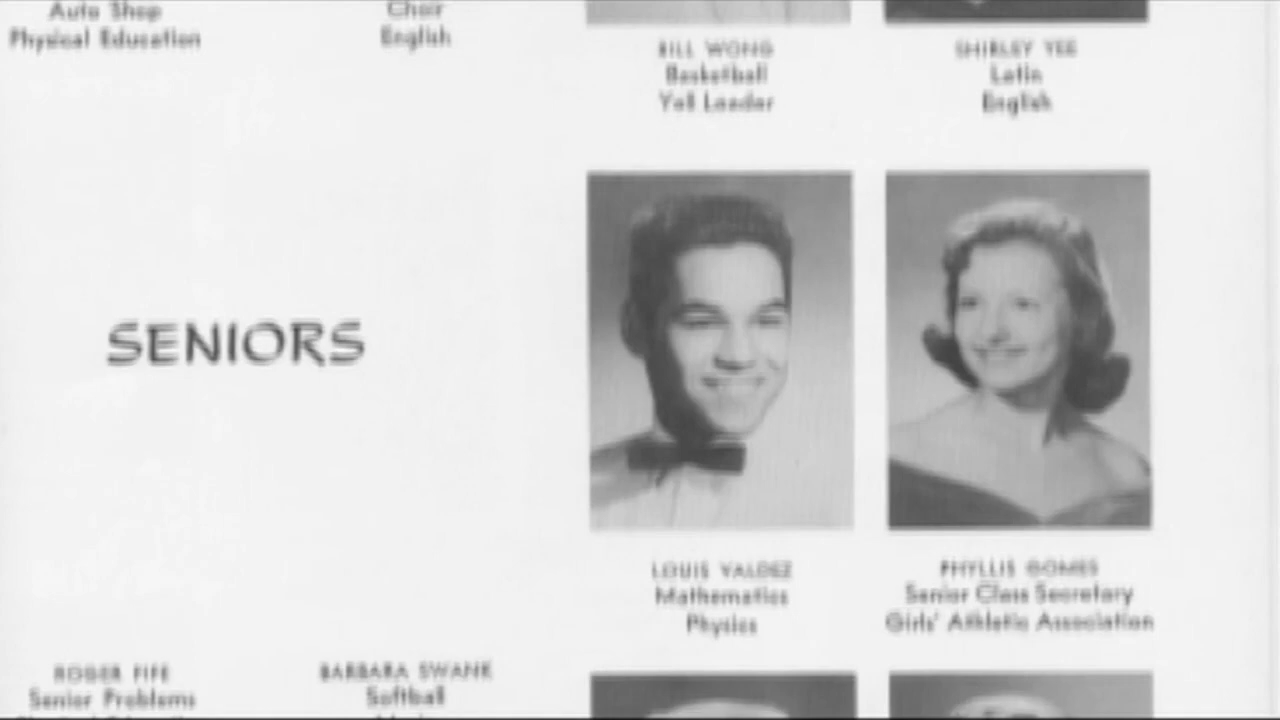 Auto Shop
Physical Education
Choir
English
BILL WONG
Basketball
Yell Leader
SHIRLEY YEE
Latin
English
SENIORS
LOUIS VALDEZ
Mathematics
Physics
PHYLLIS GOMES
Senior Class Secretary
Girls' Athletic Association
ROGER FIFE
Senior Problems
BARBARA SWANK
Softball